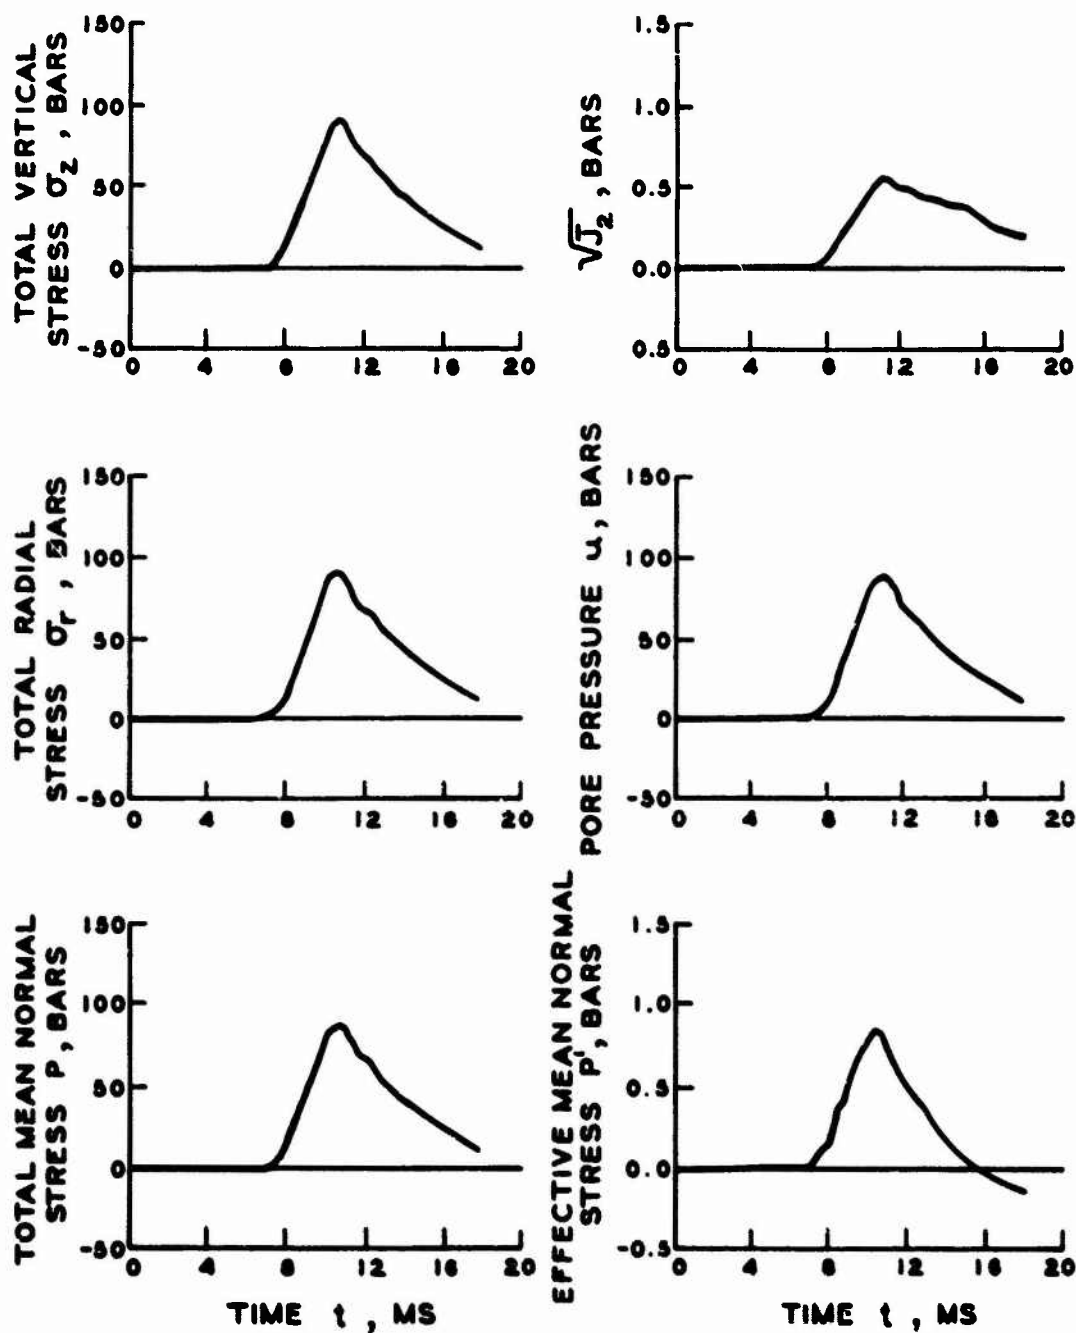 TOTAL VERTICAL
STRESS σz , BARS
150
100
50
0
-50
0 4 8 12 16 20
√J̅2 , BARS
1.5
1.0
0.5
0.0
0.5
0 4 8 12 16 20
TOTAL RADIAL
STRESS σr , BARS
150
100
50
0
-50
0 4 8 12 16 20
PORE PRESSURE u, BARS
150
100
50
0
-50
0 4 8 12 16 20
TOTAL MEAN NORMAL
STRESS P, BARS
150
100
50
0
-50
0 4 8 12 16 20
TIME t , MS
EFFECTIVE MEAN NORMAL
STRESS P', BARS
1.5
1.0
0.5
0.0
-0.5
0 4 8 12 16 20
TIME t , MS